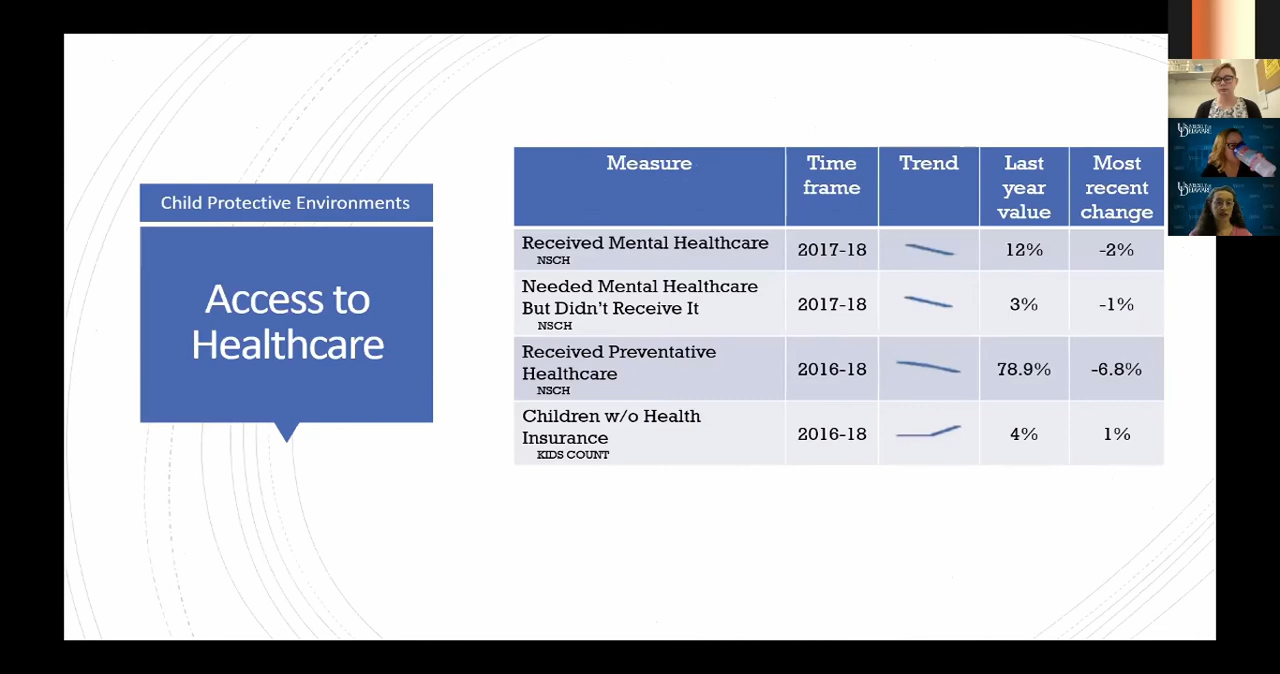 Child Protective Environments
Access to
Healthcare
Measure
Time
frame
Trend
Last
year
value
Most
recent
change
Received Mental Healthcare
NSCH
2017-18
12%
-2%
Needed Mental Healthcare
But Didn't Receive It
NSCH
2017-18
3%
-1%
Received Preventative
Healthcare
NSCH
2016-18
78.9%
-6.8%
Children w/o Health
Insurance
KIDS COUNT
2016-18
4%
1%